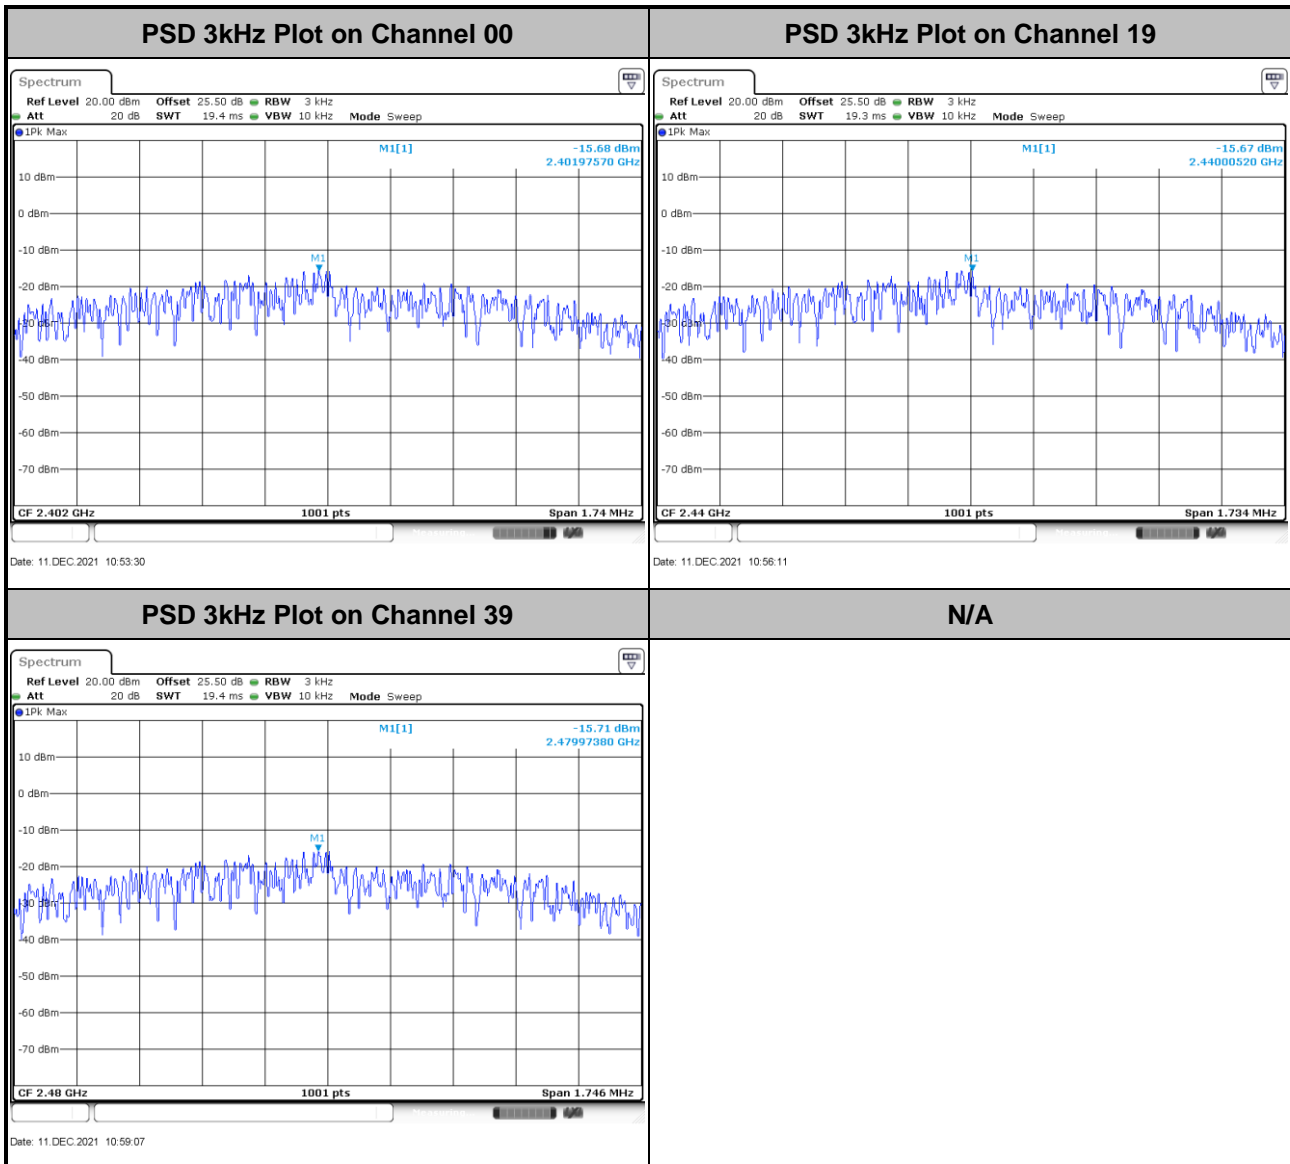 PSD 3kHz Plot on Channel 00
Spectrum
Ref Level 20.00 dBm Offset 25.50 dB RBW 3 kHz
Att 20 dB SWT 19.4 ms VBW 10 kHz Mode Sweep
1Pk Max
M1[1] -15.68 dBm
2.40197570 GHz
10 dBm
0 dBm
-10 dBm
M1
-20 dBm
-30 dBm
-40 dBm
-50 dBm
-60 dBm
-70 dBm
CF 2.402 GHz 1001 pts Span 1.74 MHz
Measuring
Date: 11.DEC.2021 10:53:30
PSD 3kHz Plot on Channel 19
Spectrum
Ref Level 20.00 dBm Offset 25.50 dB RBW 3 kHz
Att 20 dB SWT 19.3 ms VBW 10 kHz Mode Sweep
1Pk Max
M1[1] -15.67 dBm
2.44000520 GHz
10 dBm
0 dBm
-10 dBm
M1
-20 dBm
-30 dBm
-40 dBm
-50 dBm
-60 dBm
-70 dBm
CF 2.44 GHz 1001 pts Span 1.734 MHz
Measuring
Date: 11.DEC.2021 10:56:11
PSD 3kHz Plot on Channel 39
Spectrum
Ref Level 20.00 dBm Offset 25.50 dB RBW 3 kHz
Att 20 dB SWT 19.4 ms VBW 10 kHz Mode Sweep
1Pk Max
M1[1] -15.71 dBm
2.47997380 GHz
10 dBm
0 dBm
-10 dBm
M1
-20 dBm
-30 dBm
-40 dBm
-50 dBm
-60 dBm
-70 dBm
CF 2.48 GHz 1001 pts Span 1.746 MHz
Measuring
Date: 11.DEC.2021 10:59:07
N/A